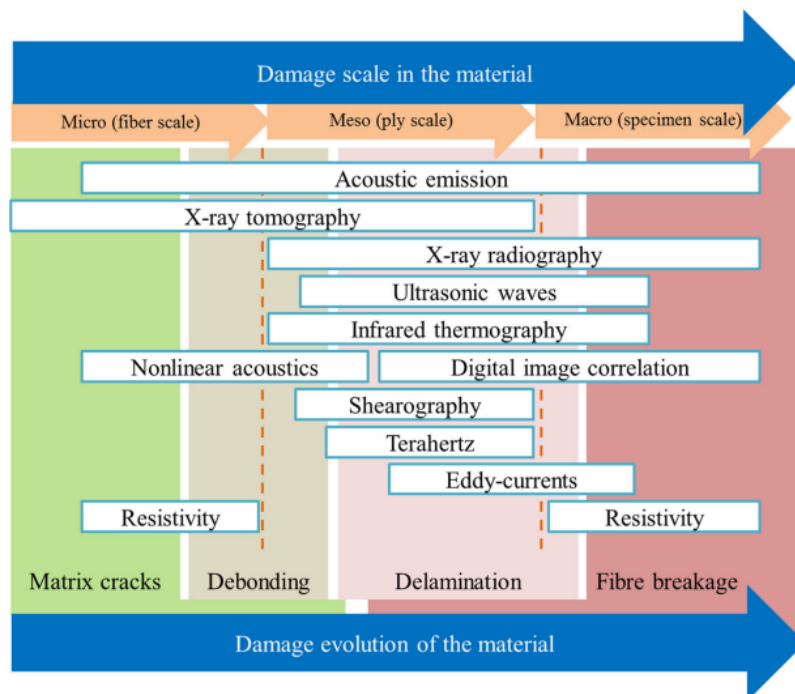 Damage scale in the material
Micro (fiber scale)
Meso (ply scale)
Macro (specimen scale)
Acoustic emission
X-ray tomography
X-ray radiography
Ultrasonic waves
Infrared thermography
Nonlinear acoustics
Digital image correlation
Shearography
Terahertz
Eddy-currents
Resistivity
Resistivity
Matrix cracks
Debonding
Delamination
Fibre breakage
Damage evolution of the material